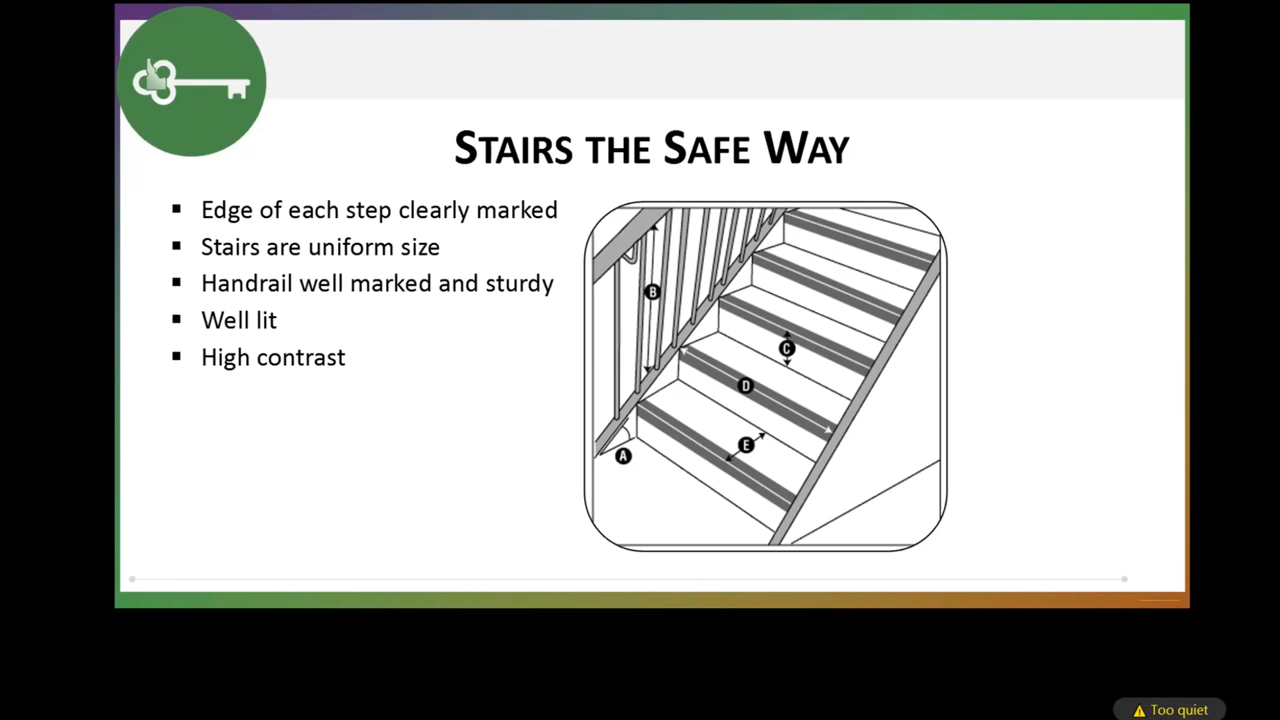 STAIRS THE SAFE WAY
Edge of each step clearly marked
Stairs are uniform size
Handrail well marked and sturdy
Well lit
High contrast
B
C
D
E
A
Too quiet